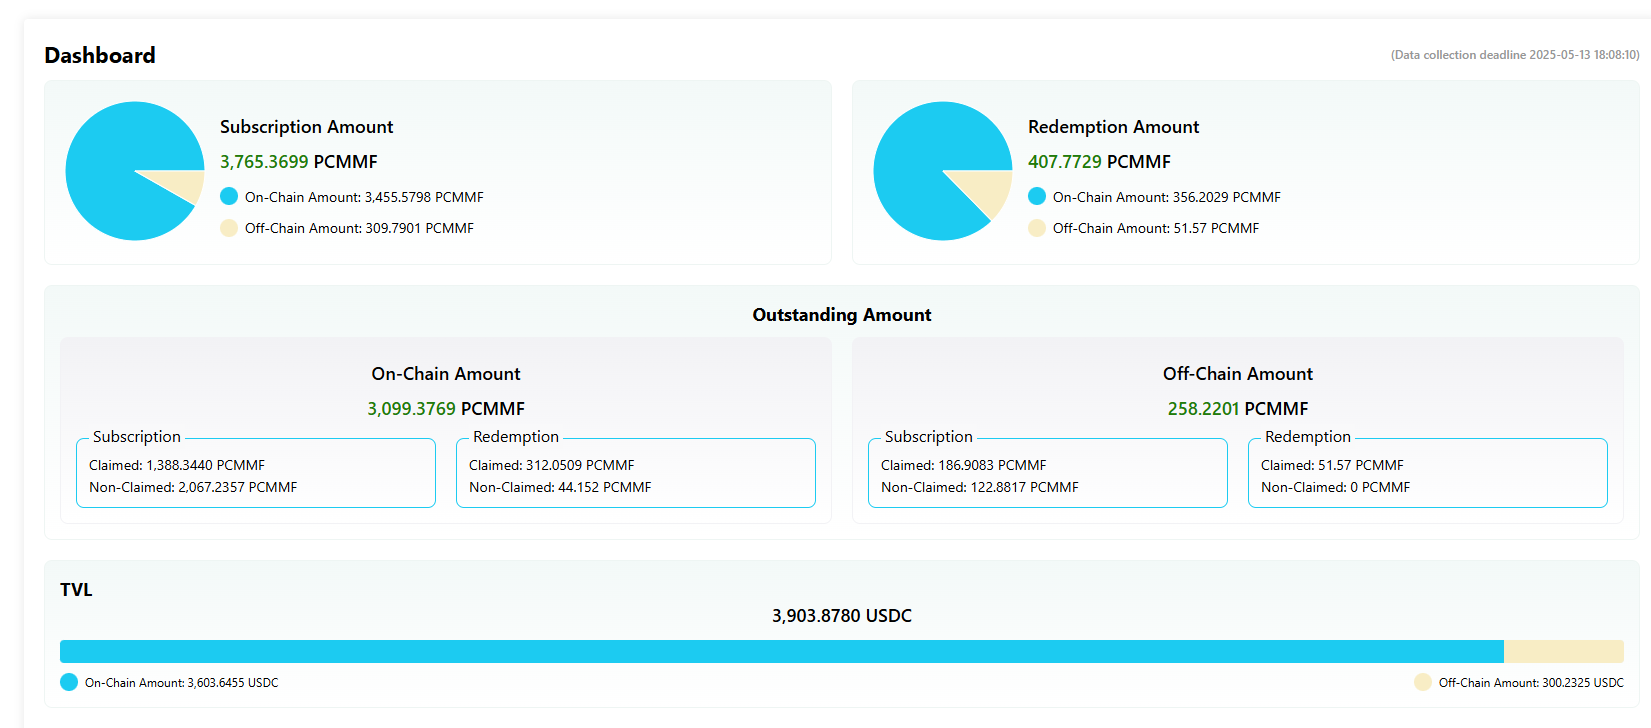 Dashboard
(Data collection deadline 2025-05-13 18:08:10)
Subscription Amount
3,765.3699 PCMMF
On-Chain Amount: 3,455.5798 PCMMF
Off-Chain Amount: 309.7901 PCMMF
Redemption Amount
407.7729 PCMMF
On-Chain Amount: 356.2029 PCMMF
Off-Chain Amount: 51.57 PCMMF
Outstanding Amount
On-Chain Amount
3,099.3769 PCMMF
Subscription
Claimed: 1,388.3440 PCMMF
Non-Claimed: 2,067.2357 PCMMF
Redemption
Claimed: 312.0509 PCMMF
Non-Claimed: 44.152 PCMMF
Off-Chain Amount
258.2201 PCMMF
Subscription
Claimed: 186.9083 PCMMF
Non-Claimed: 122.8817 PCMMF
Redemption
Claimed: 51.57 PCMMF
Non-Claimed: 0 PCMMF
TVL
3,903.8780 USDC
On-Chain Amount: 3,603.6455 USDC
Off-Chain Amount: 300.2325 USDC